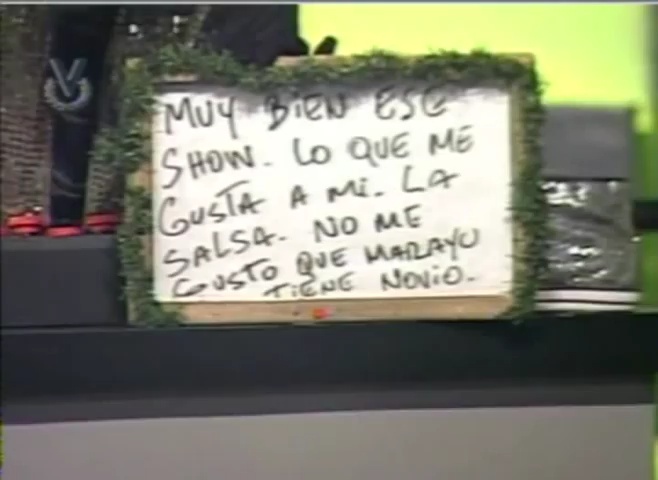 MUY BIEN ESE
SHOW. LO QUE ME
GUSTA A MI. LA
SALSA. NO ME
GUSTO QUE MARAYU
TIENE NOVIO.